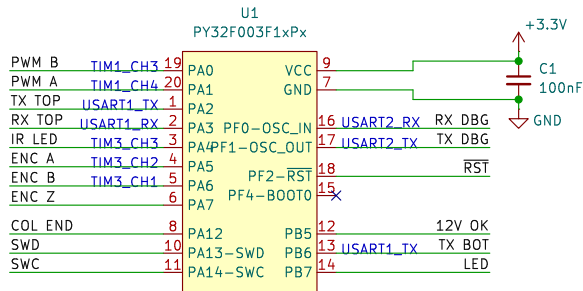 U1
PY32F003F1xPx
+3.3V
PWM B TIM1_CH3 19 PA0 VCC 9
PWM A TIM1_CH4 20 PA1 GND 7
C1
100nF
GND
TX TOP USART1_TX 1 PA2
RX TOP USART1_RX 2 PA3 PF0-OSC_IN 16 USART2_RX RX DBG
IR LED TIM3_CH3 3 PA4 PF1-OSC_OUT 17 USART2_TX TX DBG
ENC A TIM3_CH2 4 PA5
PF2-RST 18 RST
ENC B TIM3_CH1 5 PA6
PF4-BOOT0 15
ENC Z 6 PA7
COL END 8 PA12 PB5 12 12V OK
SWD 10 PA13-SWD PB6 13 USART1_TX TX BOT
SWC 11 PA14-SWC PB7 14 LED